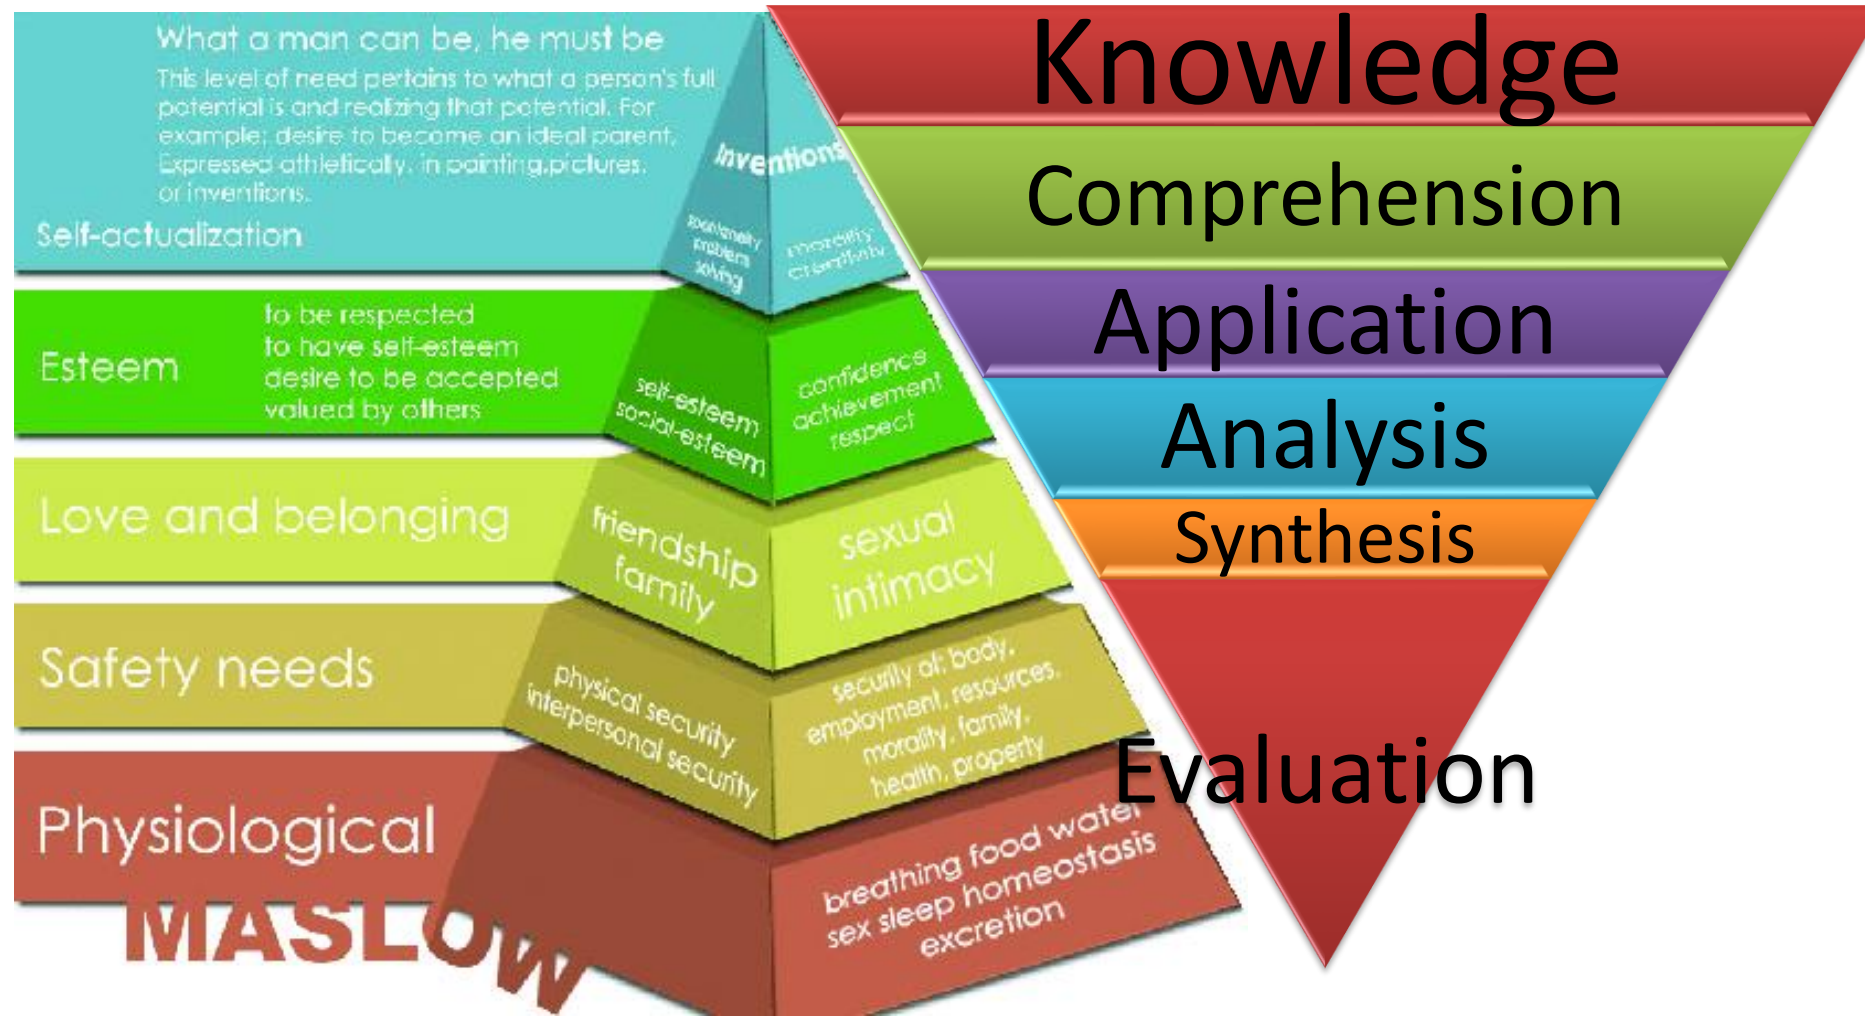 What a man can be, he must be
This level of need pertains to what a person's full
potential is and realizing that potential. For
example: desire to become an ideal parent.
Expressed athletically, in painting,pictures,
or inventions.
Self-actualization
Inventions
spontaneity
problem
solving
morality
creativity
Esteem
to be respected
to have self-esteem
desire to be accepted
valued by others
self-esteem
social-esteem
confidence
achievement
respect
Love and belonging
friendship
family
sexual
intimacy
Safety needs
physical security
interpersonal security
security of: body,
employment, resources,
morality, family,
health, property
Physiological
breathing food water
sex sleep homeostasis
excretion
MASLOW
Knowledge
Comprehension
Application
Analysis
Synthesis
Evaluation